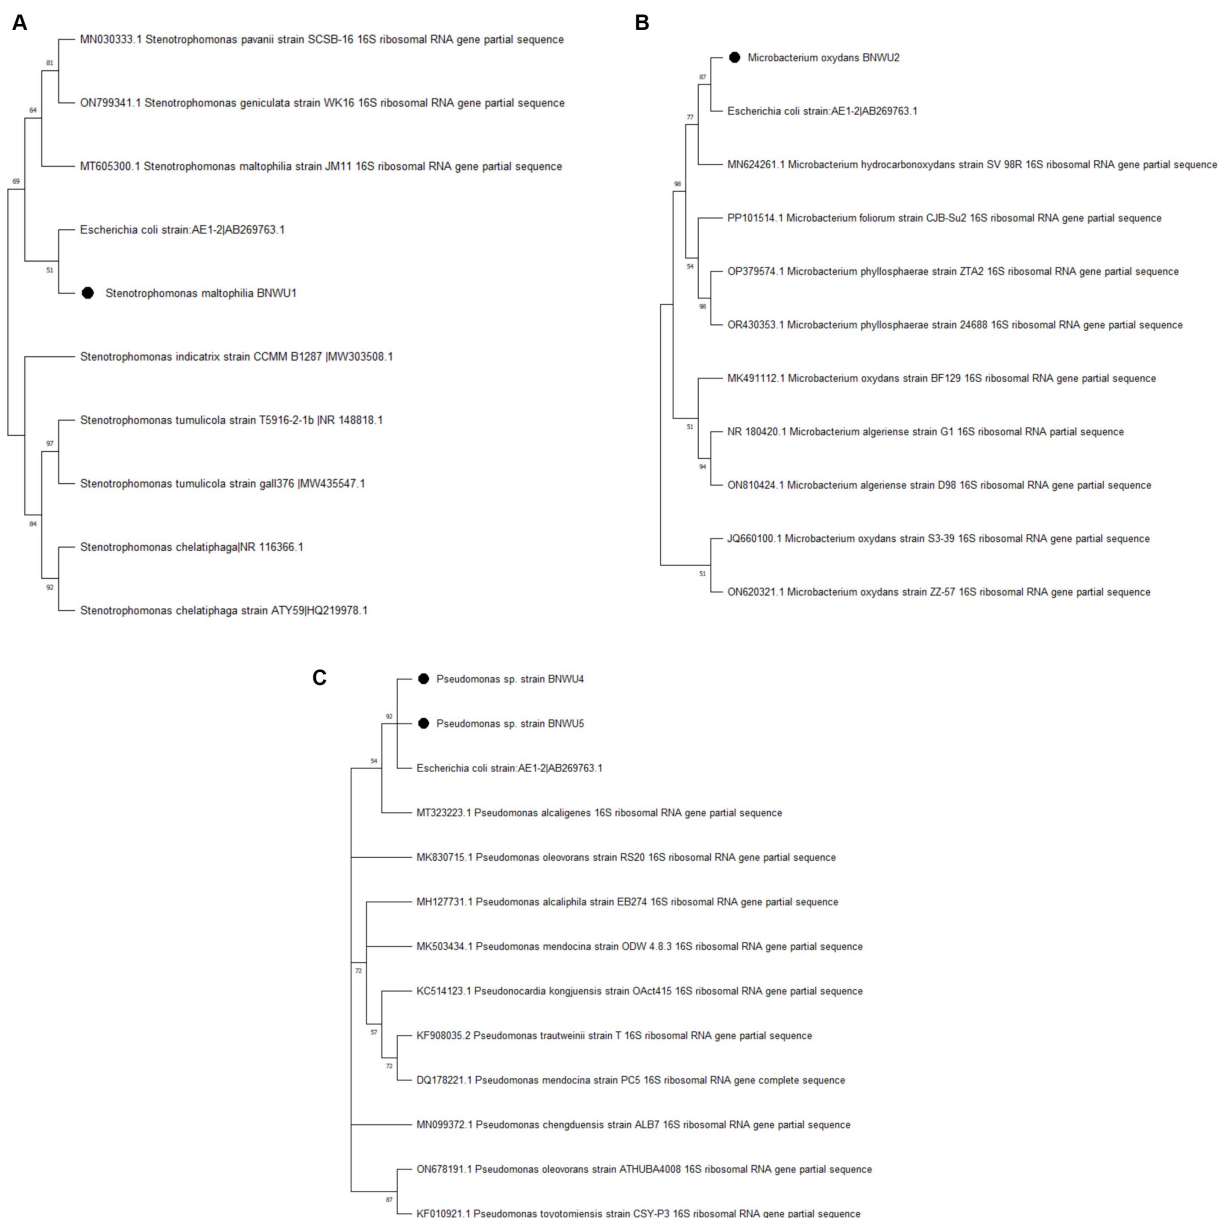 A
MN030333.1 Stenotrophomonas pavanii strain SCSB-16 16S ribosomal RNA gene partial sequence
81
ON799341.1 Stenotrophomonas geniculata strain WK16 16S ribosomal RNA gene partial sequence
64
MT605300.1 Stenotrophomonas maltophilia strain JM11 16S ribosomal RNA gene partial sequence
69
Escherichia coli strain:AE1-2|AB269763.1
51
Stenotrophomonas maltophilia BNWU1
Stenotrophomonas indicatrix strain CCMM B1287 |MW303508.1
Stenotrophomonas tumulicola strain T5916-2-1b |NR 148818.1
97
Stenotrophomonas tumulicola strain gall376 |MW435547.1
84
Stenotrophomonas chelatiphaga|NR 116366.1
92
Stenotrophomonas chelatiphaga strain ATY59|HQ219978.1
B
Microbacterium oxydans BNWU2
87
Escherichia coli strain:AE1-2|AB269763.1
77
MN624261.1 Microbacterium hydrocarbonoxydans strain SV 98R 16S ribosomal RNA gene partial sequence
98
PP101514.1 Microbacterium foliorum strain CJB-Su2 16S ribosomal RNA gene partial sequence
54
OP379574.1 Microbacterium phyllosphaerae strain ZTA2 16S ribosomal RNA gene partial sequence
98
OR430353.1 Microbacterium phyllosphaerae strain 24688 16S ribosomal RNA gene partial sequence
MK491112.1 Microbacterium oxydans strain BF129 16S ribosomal RNA gene partial sequence
51
NR 180420.1 Microbacterium algeriense strain G1 16S ribosomal RNA partial sequence
94
ON810424.1 Microbacterium algeriense strain D98 16S ribosomal RNA gene partial sequence
JQ660100.1 Microbacterium oxydans strain S3-39 16S ribosomal RNA gene partial sequence
51
ON620321.1 Microbacterium oxydans strain ZZ-57 16S ribosomal RNA gene partial sequence
C
Pseudomonas sp. strain BNWU4
92
Pseudomonas sp. strain BNWU5
54
Escherichia coli strain:AE1-2|AB269763.1
MT323223.1 Pseudomonas alcaligenes 16S ribosomal RNA gene partial sequence
MK830715.1 Pseudomonas oleovorans strain RS20 16S ribosomal RNA gene partial sequence
MH127731.1 Pseudomonas alcaliphila strain EB274 16S ribosomal RNA gene partial sequence
MK503434.1 Pseudomonas mendocina strain ODW 4.8.3 16S ribosomal RNA gene partial sequence
72
KC514123.1 Pseudonocardia kongjuensis strain OAct415 16S ribosomal RNA gene partial sequence
57
KF908035.2 Pseudomonas trautweinii strain T 16S ribosomal RNA gene partial sequence
72
DQ178221.1 Pseudomonas mendocina strain PC5 16S ribosomal RNA gene complete sequence
MN099372.1 Pseudomonas chengduensis strain ALB7 16S ribosomal RNA gene partial sequence
ON678191.1 Pseudomonas oleovorans strain ATHUBA4008 16S ribosomal RNA gene partial sequence
87
KF010921.1 Pseudomonas toyotomiensis strain CSY-P3 16S ribosomal RNA gene partial sequence